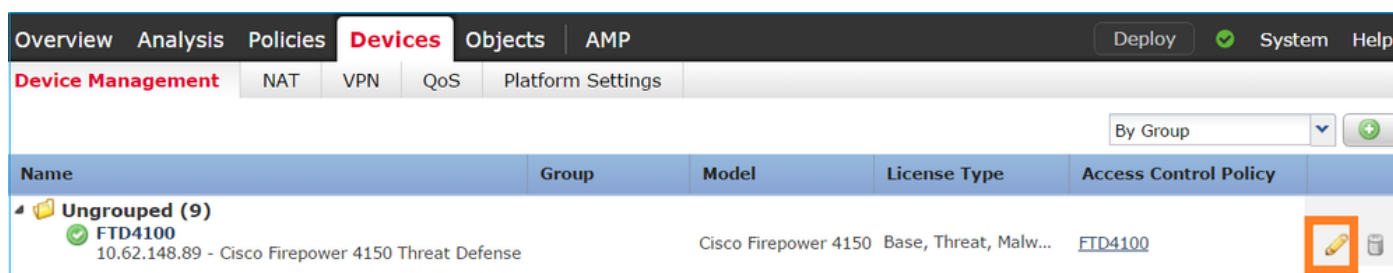 Overview Analysis Policies Devices Objects AMP Deploy System Help
Device Management NAT VPN QoS Platform Settings
By Group
Name Group Model License Type Access Control Policy
Ungrouped (9)
FTD4100
10.62.148.89 - Cisco Firepower 4150 Threat Defense Cisco Firepower 4150 Base, Threat, Malw... FTD4100